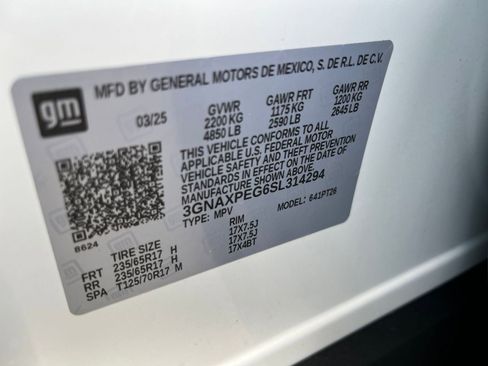 gm
MFD BY GENERAL MOTORS DE MEXICO, S. DE R.L. DE C.V.
03/25 GVWR GAWR FRT GAWR RR
2200 KG 1175 KG 1200 KG
4850 LB 2590 LB 2645 LB
THIS VEHICLE CONFORMS TO ALL
APPLICABLE U.S. FEDERAL MOTOR
VEHICLE SAFETY AND THEFT PREVENTION
STANDARDS IN EFFECT ON THE DATE OF
MANUFACTURE SHOWN ABOVE.
3GNAXPEG6SL314294
TYPE: MPV MODEL: 641PT26
8624
TIRE SIZE RIM
FRT 235/65R17 H 17X7.5J
RR 235/65R17 H 17X7.5J
SPA T125/70R17 M 17X4BT